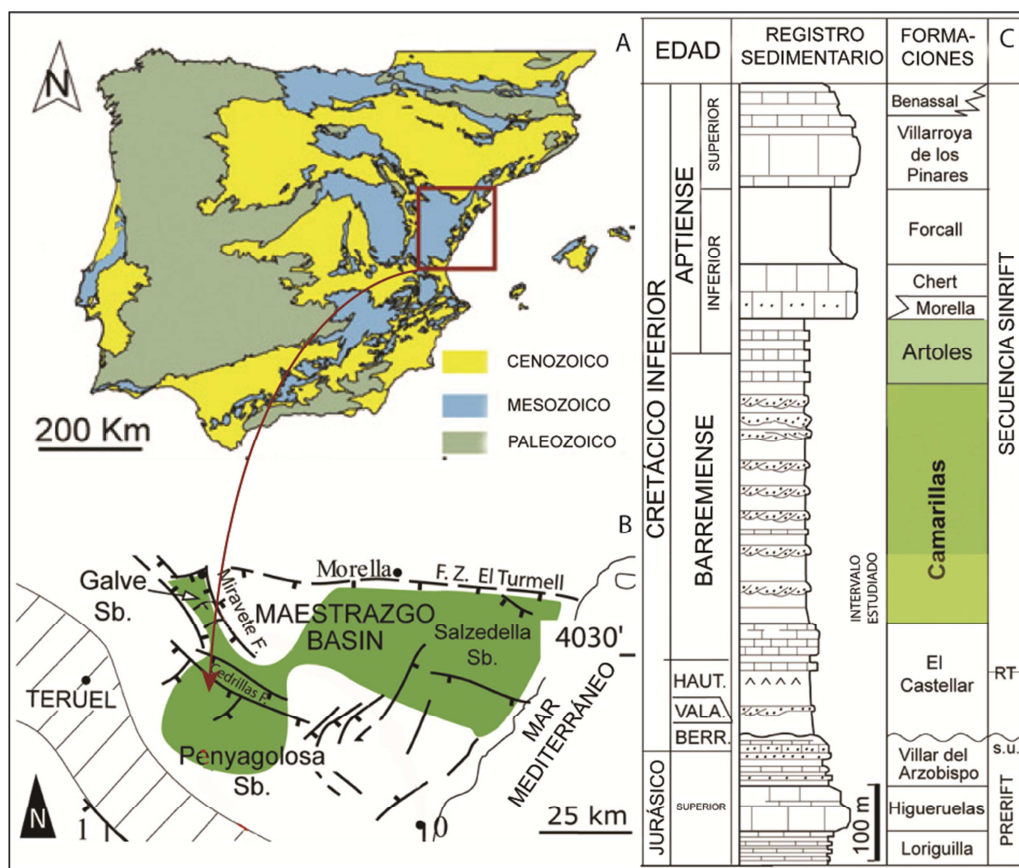 A
N
200 Km
CENOZOICO
MESOZOICO
PALEOZOICO
B
Galve
Sb.
Miravete F.
Morella
F. Z. El Turmell
MAESTRAZGO
BASIN
Salzedella
Sb.
4030'
TERÚEL
Cedrillas F.
Penyagolosa
Sb.
MAR
MEDITERRÁNEO
N
1
0
25 km
EDAD
REGISTRO
SEDIMENTARIO
FORMA-
CIONES
C
CRETÁCICO INFERIOR
APTIENSE
SUPERIOR
INFERIOR
BARREMIENSE
HAUT.
VALA.
BERR.
JURÁSICO
SUPERIOR
INTERVALO
ESTUDIADO
100 m
Benassal
Villarroya
de los
Pinares
Forcall
Chert
Morella
Artoles
Camarillas
El
Castellar
Villar del
Arzobispo
Higueruelas
Loriguilla
SECUENCIA SINRIFT
RT
s.u.
PRERIFT